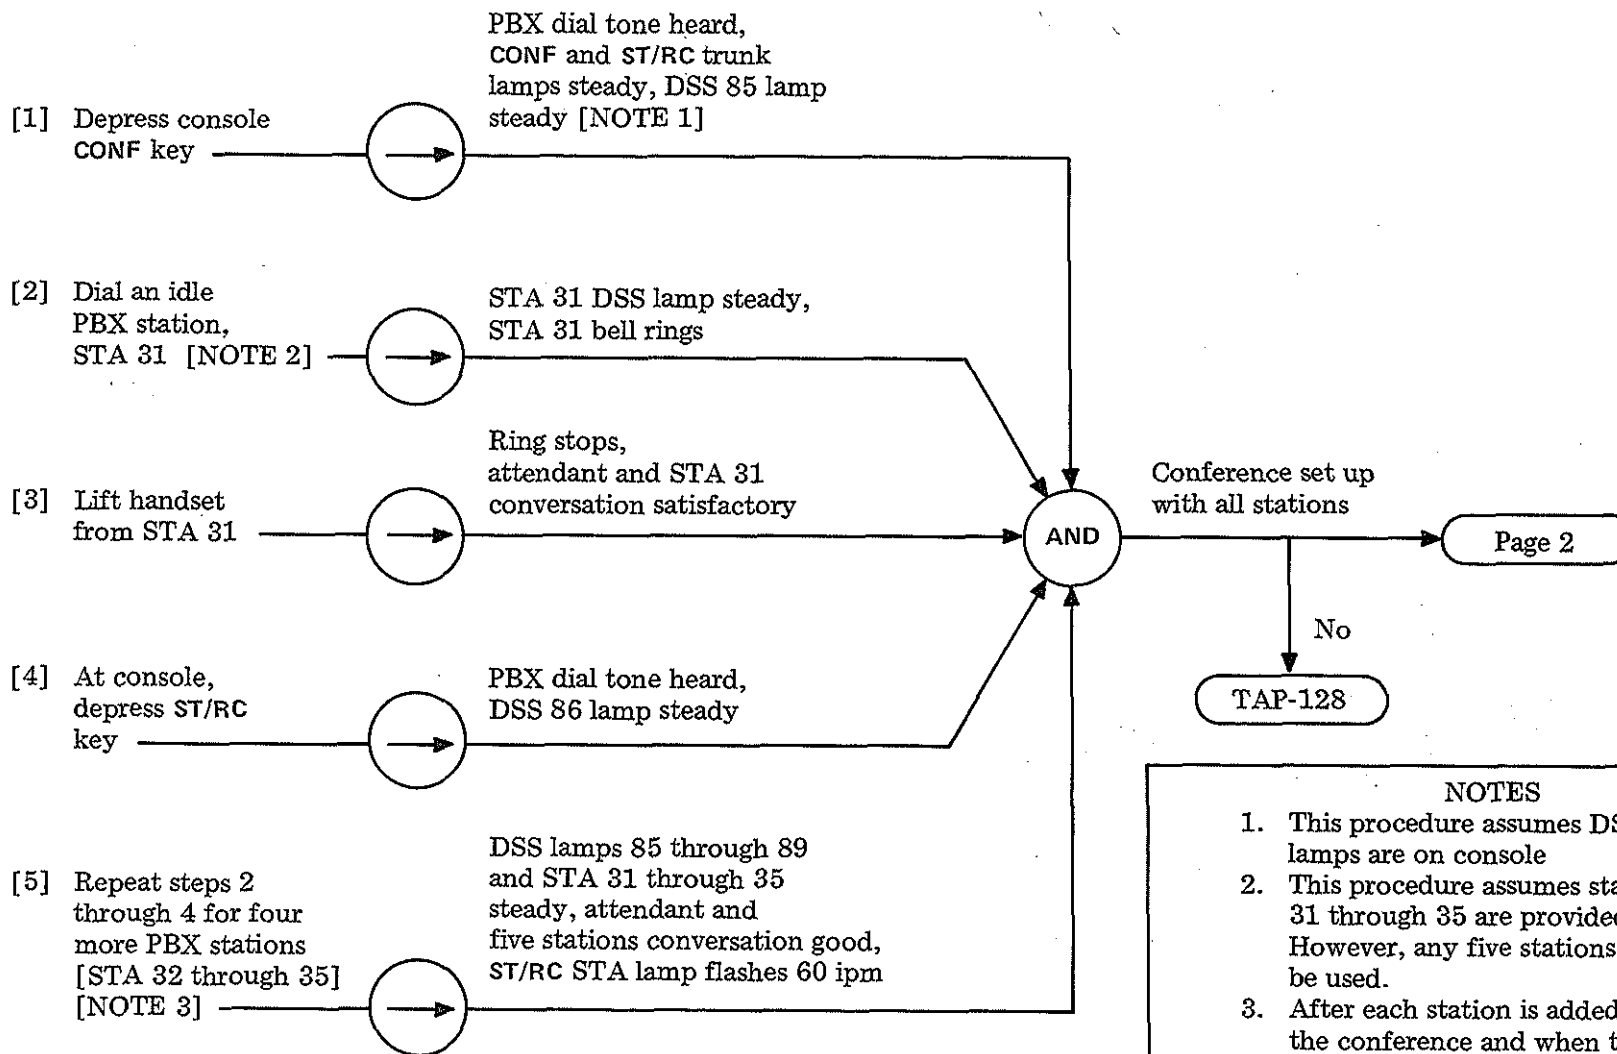 [1] Depress console
CONF key
PBX dial tone heard,
CONF and ST/RC trunk
lamps steady, DSS 85 lamp
steady [NOTE 1]
[2] Dial an idle
PBX station,
STA 31 [NOTE 2]
STA 31 DSS lamp steady,
STA 31 bell rings
[3] Lift handset
from STA 31
Ring stops,
attendant and STA 31
conversation satisfactory
AND
Conference set up
with all stations
Page 2
No
TAP-128
[4] At console,
depress ST/RC
key
PBX dial tone heard,
DSS 86 lamp steady
[5] Repeat steps 2
through 4 for four
more PBX stations
[STA 32 through 35]
[NOTE 3]
DSS lamps 85 through 89
and STA 31 through 35
steady, attendant and
five stations conversation good,
ST/RC STA lamp flashes 60 ipm
NOTES
1. This procedure assumes
lamps are on console
2. This procedure assumes
31 through 35 are provided
However, any five stations
be used.
3. After each station is added
the conference and when